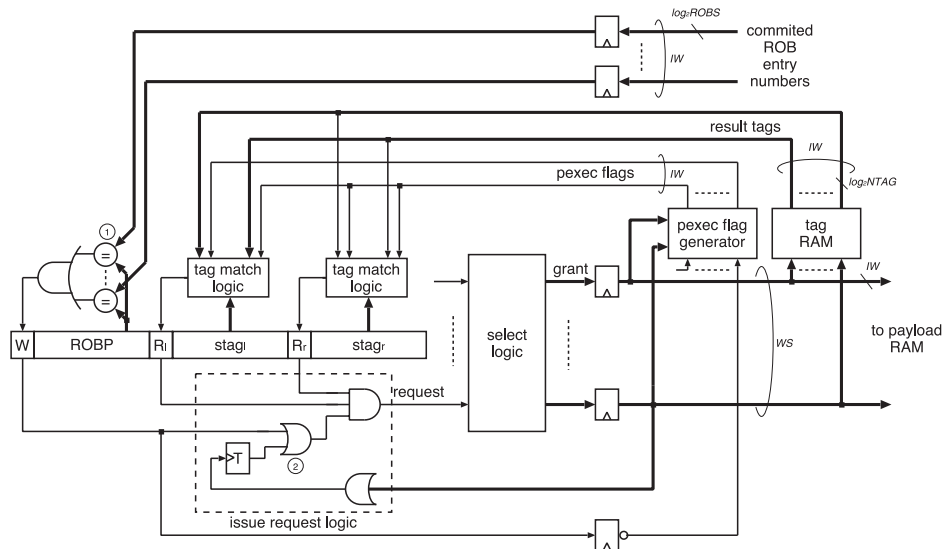 log₂ROBS
commited
ROB
entry
numbers
IW
result tags
IW
pexec flags
IW
log₂NTAG
pexec flag
generator
tag
RAM
1
=
=
tag match
logic
tag match
logic
grant
IW
select
logic
to payload
RAM
WS
W
ROBP
Rl
stagl
Rr
stagr
request
>T
2
issue request logic